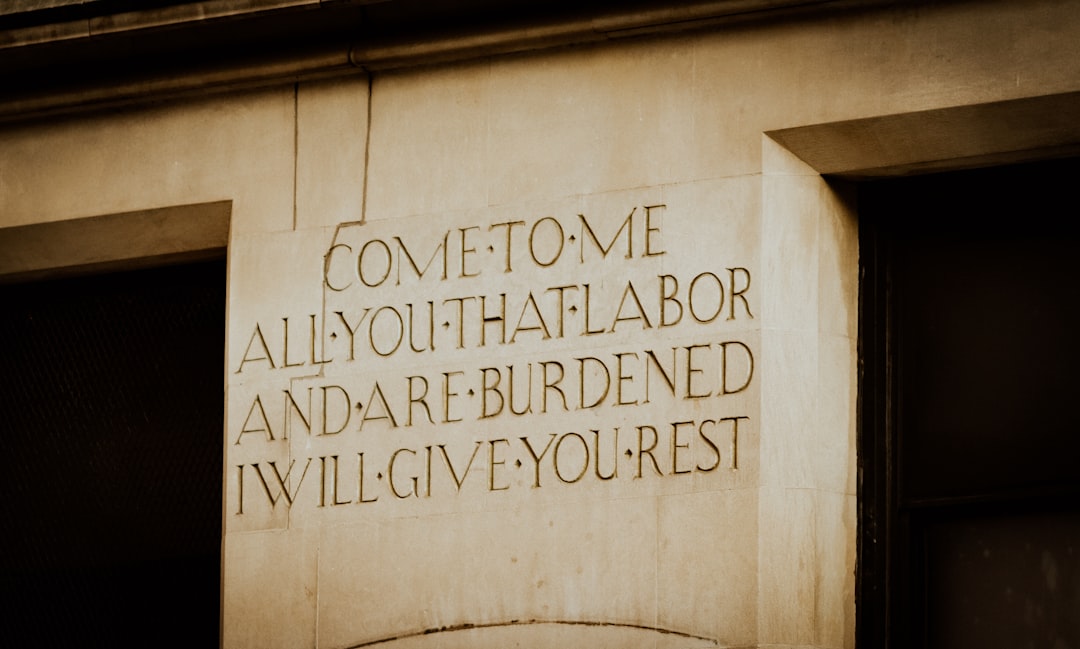 COME·TO·ME
ALL·YOU·THAT·LABOR
AND·ARE·BURDENED
I WILL·GIVE·YOU·REST